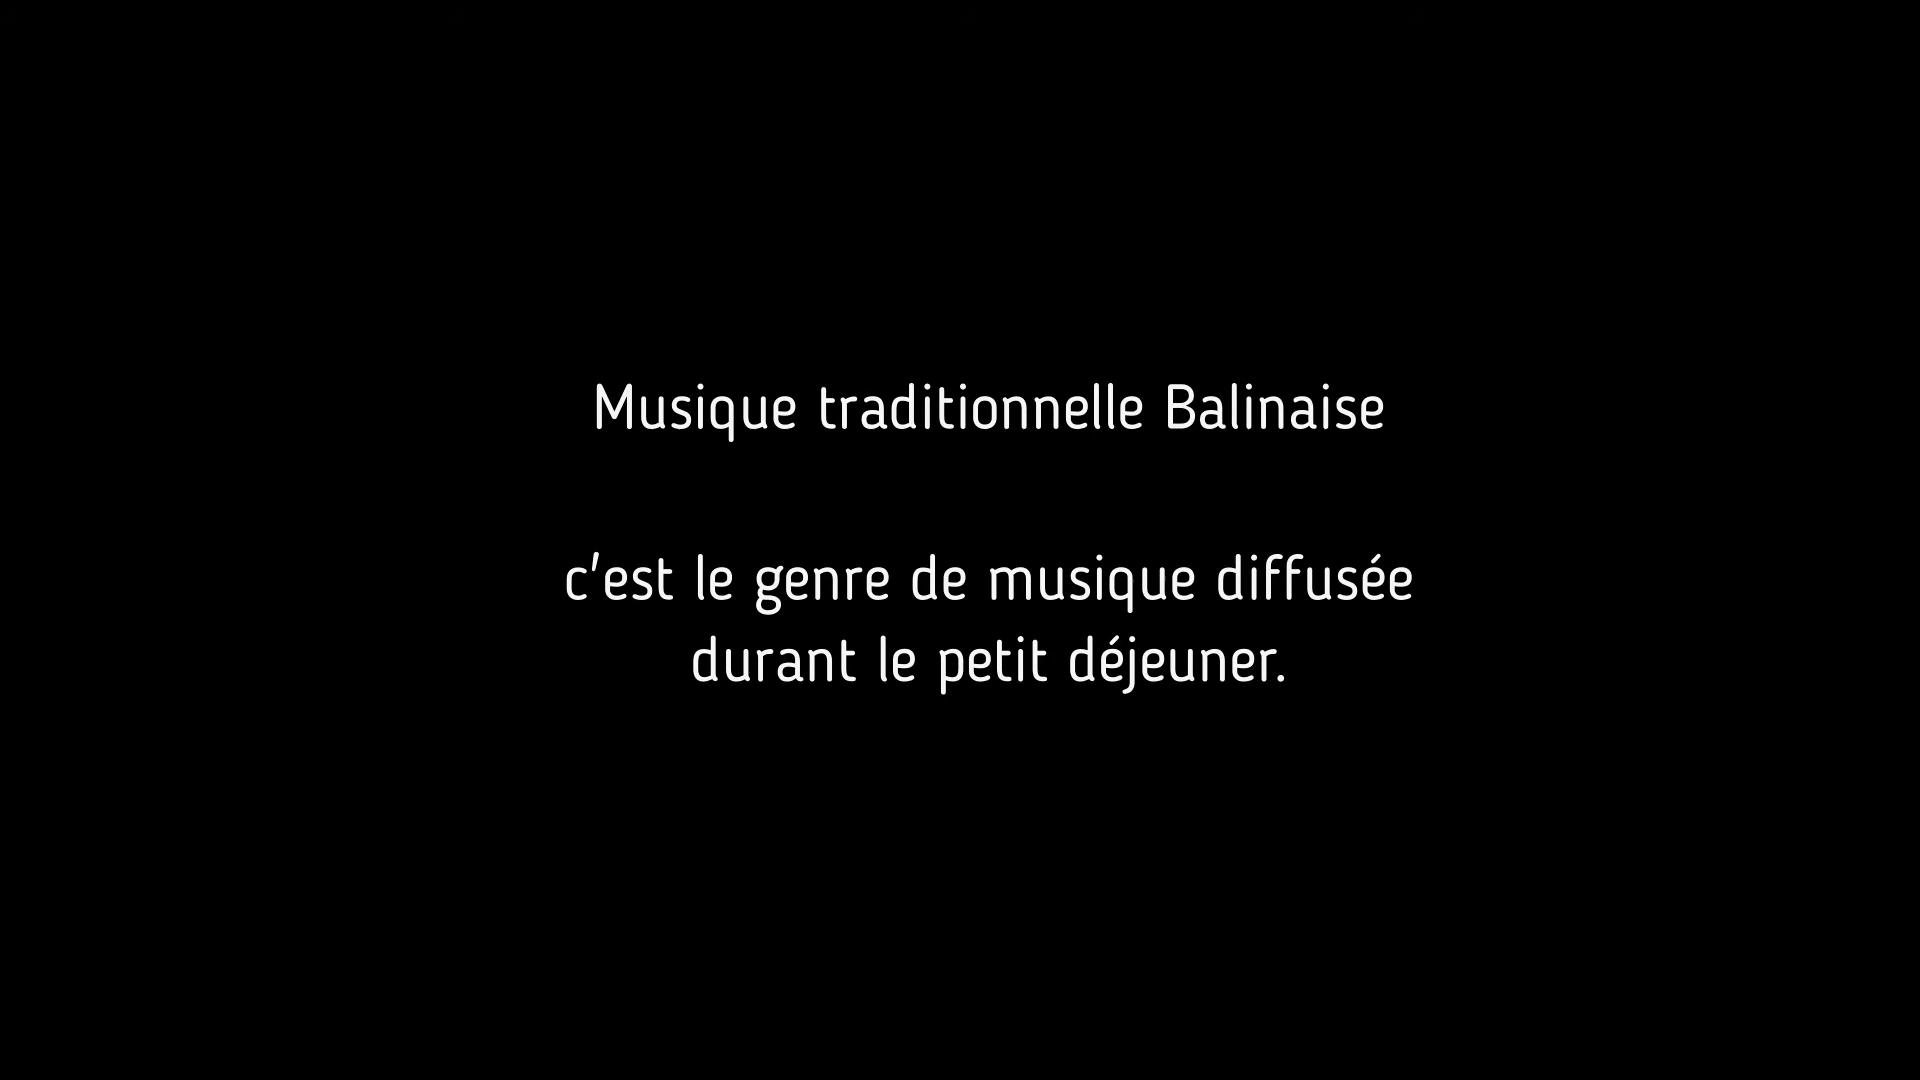 Musique traditionnelle Balinaise
c'est le genre de musique diffusée
durant le petit déjeuner.